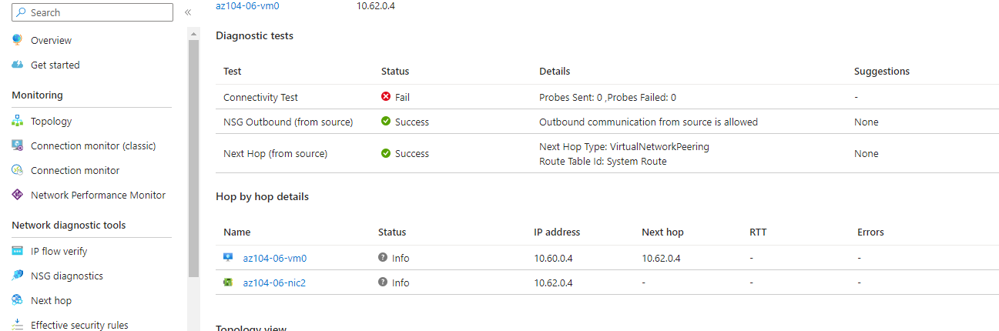 Search
«
Overview
Get started
Monitoring
Topology
Connection monitor (classic)
Connection monitor
Network Performance Monitor
Network diagnostic tools
IP flow verify
NSG diagnostics
Next hop
Effective security rules
az104-06-vm0 10.62.0.4
Diagnostic tests
Test Status Details Suggestions
Connectivity Test Fail Probes Sent: 0 ,Probes Failed: 0 -
NSG Outbound (from source) Success Outbound communication from source is allowed None
Next Hop (from source) Success Next Hop Type: VirtualNetworkPeering None
Route Table Id: System Route
Hop by hop details
Name Status IP address Next hop RTT Errors
az104-06-vm0 Info 10.60.0.4 10.62.0.4 - -
az104-06-nic2 Info 10.62.0.4 - - -
Topology view